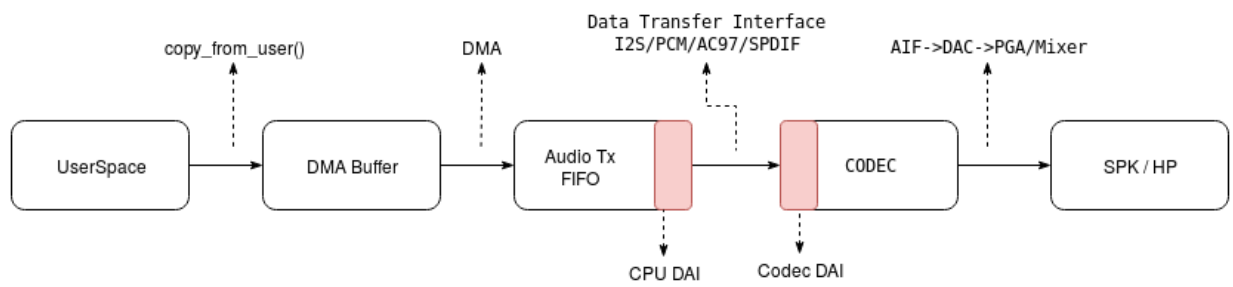 Data Transfer Interface
I2S/PCM/AC97/SPDIF
copy_from_user()
DMA
AIF->DAC->PGA/Mixer
UserSpace
DMA Buffer
Audio Tx
FIFO
CODEC
SPK / HP
CPU DAI
Codec DAI